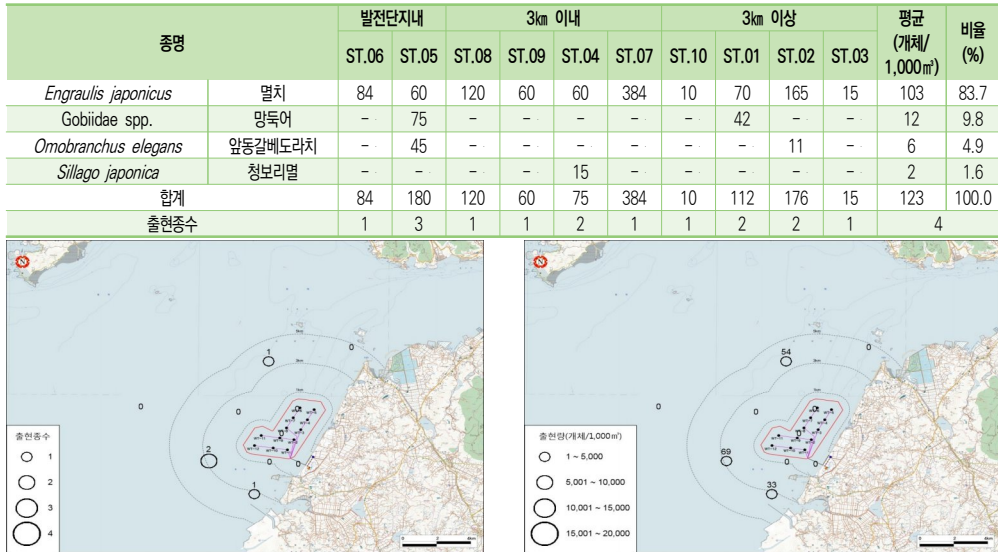 종명 발전단지내 3㎞ 이내 3㎞ 이상 평균 (개체/ 1,000㎥) 비율 (%)
ST.06 ST.05 ST.08 ST.09 ST.04 ST.07 ST.10 ST.01 ST.02 ST.03
Engraulis japonicus 멸치 84 60 120 60 60 384 10 70 165 15 103 83.7
Gobiidae spp. 망둑어 - 75 - - - - - 42 - - 12 9.8
Omobranchus elegans 앞동갈베도라치 - 45 - - - - - - 11 - 6 4.9
Sillago japonica 청보리멸 - - - - 15 - - - - - 2 1.6
합계 84 180 120 60 75 384 10 112 176 15 123 100.0
출현종수 1 3 1 1 2 1 1 2 2 1 4
1
0
0
0
0
2
0
0
1
출현종수
1
2
3
4
0
54
0
0
0
69
0
0
33
출현량(개체/1,000㎥)
1 ~ 5,000
5,001 ~ 10,000
10,001 ~ 15,000
15,001 ~ 20,000